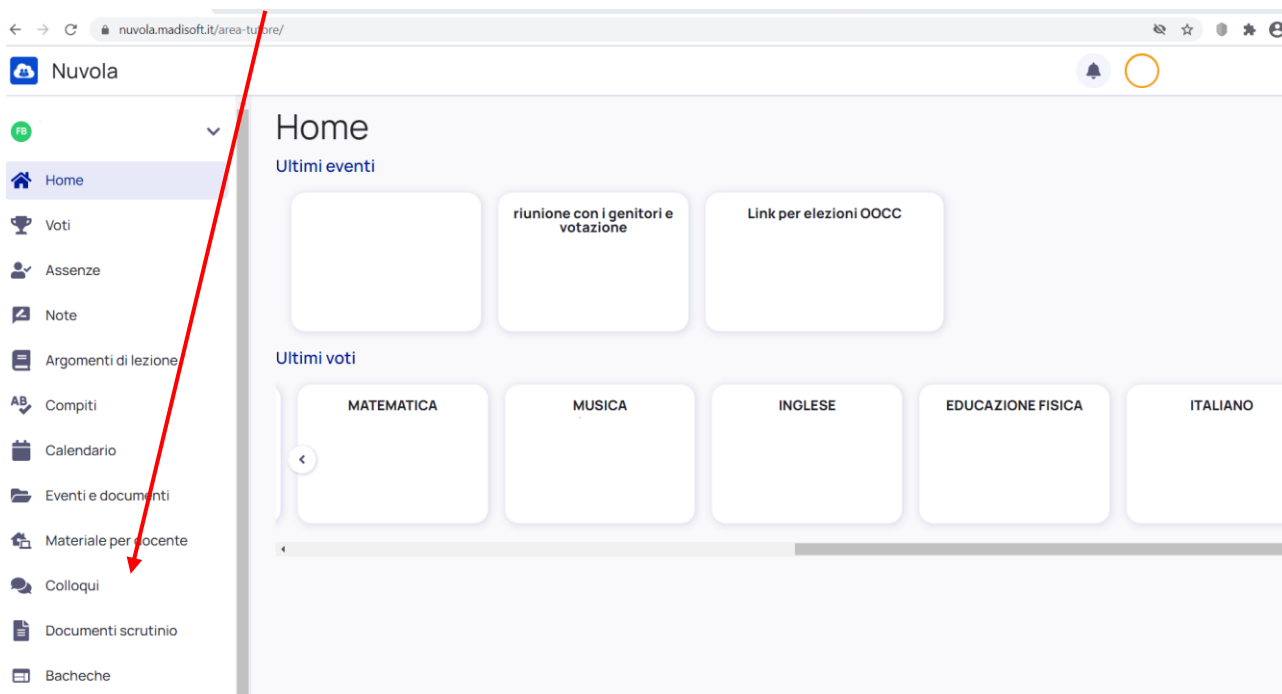 nuvola.madisoft.it/area-tutore/
Nuvola
FB
Home
Voti
Assenze
Note
Argomenti di lezione
AB
Compiti
Calendario
Eventi e documenti
Materiale per docente
Colloqui
Documenti scrutinio
Bacheche
Home
Ultimi eventi
riunione con i genitori e
votazione
Link per elezioni OOCC
Ultimi voti
MATEMATICA
MUSICA
INGLESE
EDUCAZIONE FISICA
ITALIANO